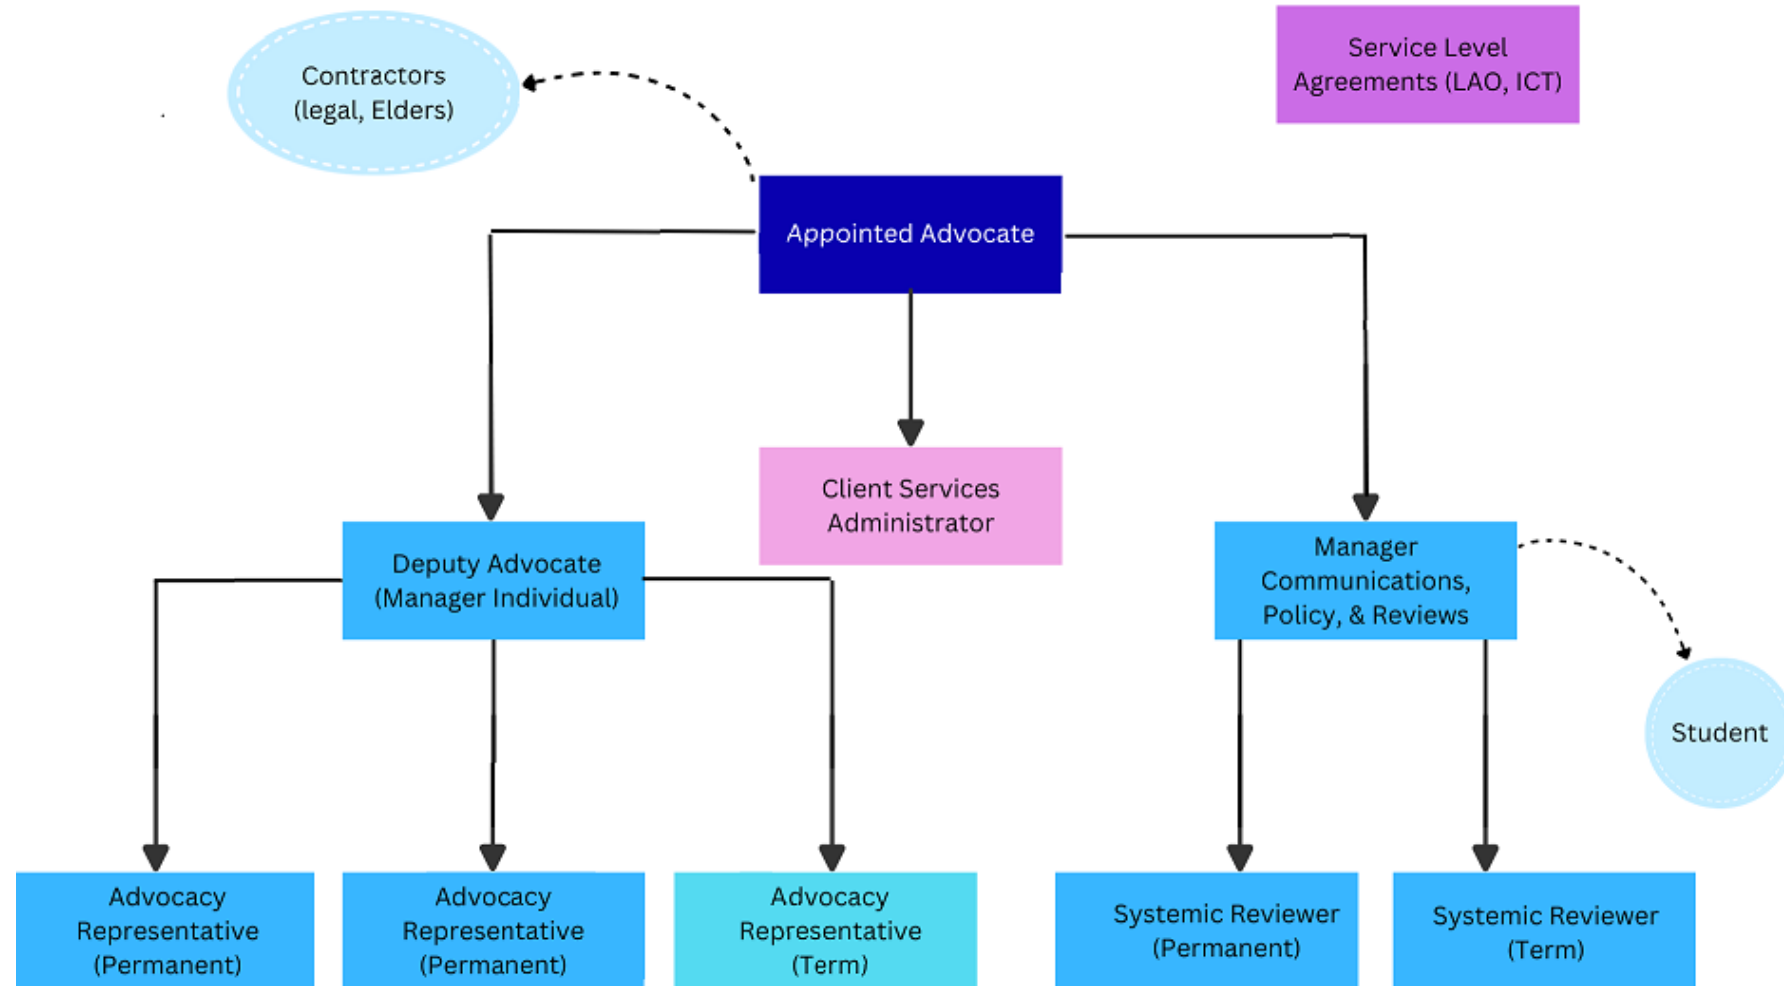 Contractors
(legal, Elders)
Service Level
Agreements (LAO, ICT)
Appointed Advocate
Client Services
Administrator
Deputy Advocate
(Manager Individual)
Manager
Communications,
Policy, & Reviews
Student
Advocacy
Representative
(Permanent)
Advocacy
Representative
(Permanent)
Advocacy
Representative
(Term)
Systemic Reviewer
(Permanent)
Systemic Reviewer
(Term)